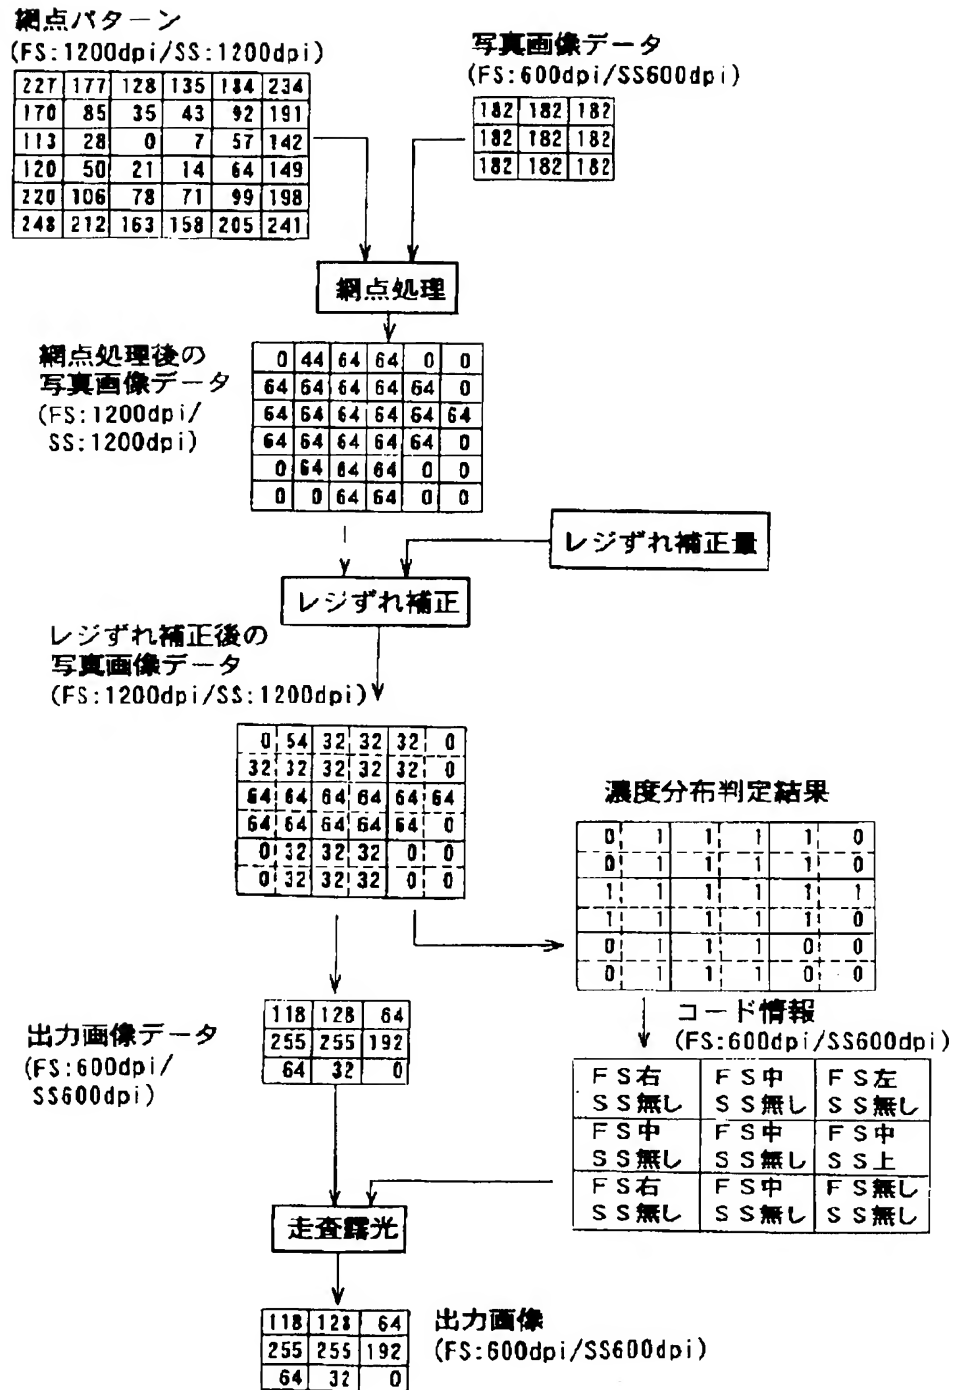 網点パターン
(FS:1200dpi/SS:1200dpi)
227 177 128 135 184 234
170 85 35 43 92 191
113 28 0 7 57 142
120 50 21 14 64 149
220 106 78 71 99 198
248 212 163 158 205 241
写真画像データ
(FS:600dpi/SS600dpi)
182 182 182
182 182 182
182 182 182
網点処理
網点処理後の
写真画像データ
(FS:1200dpi/
SS:1200dpi)
0 44 64 64 0 0
64 64 64 64 64 0
64 64 64 64 64 64
64 64 64 64 64 0
0 64 64 64 0 0
0 0 64 64 0 0
レジずれ補正量
レジずれ補正
レジずれ補正後の
写真画像データ
(FS:1200dpi/SS:1200dpi)
0 54 32 32 32 0
32 32 32 32 32 0
64 64 64 64 64 64
64 64 64 64 64 0
0 32 32 32 0 0
0 32 32 32 0 0
濃度分布判定結果
0 1 1 1 1 0
0 1 1 1 1 0
1 1 1 1 1 1
1 1 1 1 1 0
0 1 1 1 0 0
0 1 1 1 0 0
コード情報
(FS:600dpi/SS600dpi)
FS右 FS中 FS左
SS無し SS無し SS無し
FS中 FS中 FS中
SS無し SS無し SS上
FS右 FS中 FS無し
SS無し SS無し SS無し
出力画像データ
(FS:600dpi/
SS600dpi)
118 128 64
255 255 192
64 32 0
走査露光
118 128 64
255 255 192
64 32 0
出力画像
(FS:600dpi/SS600dpi)